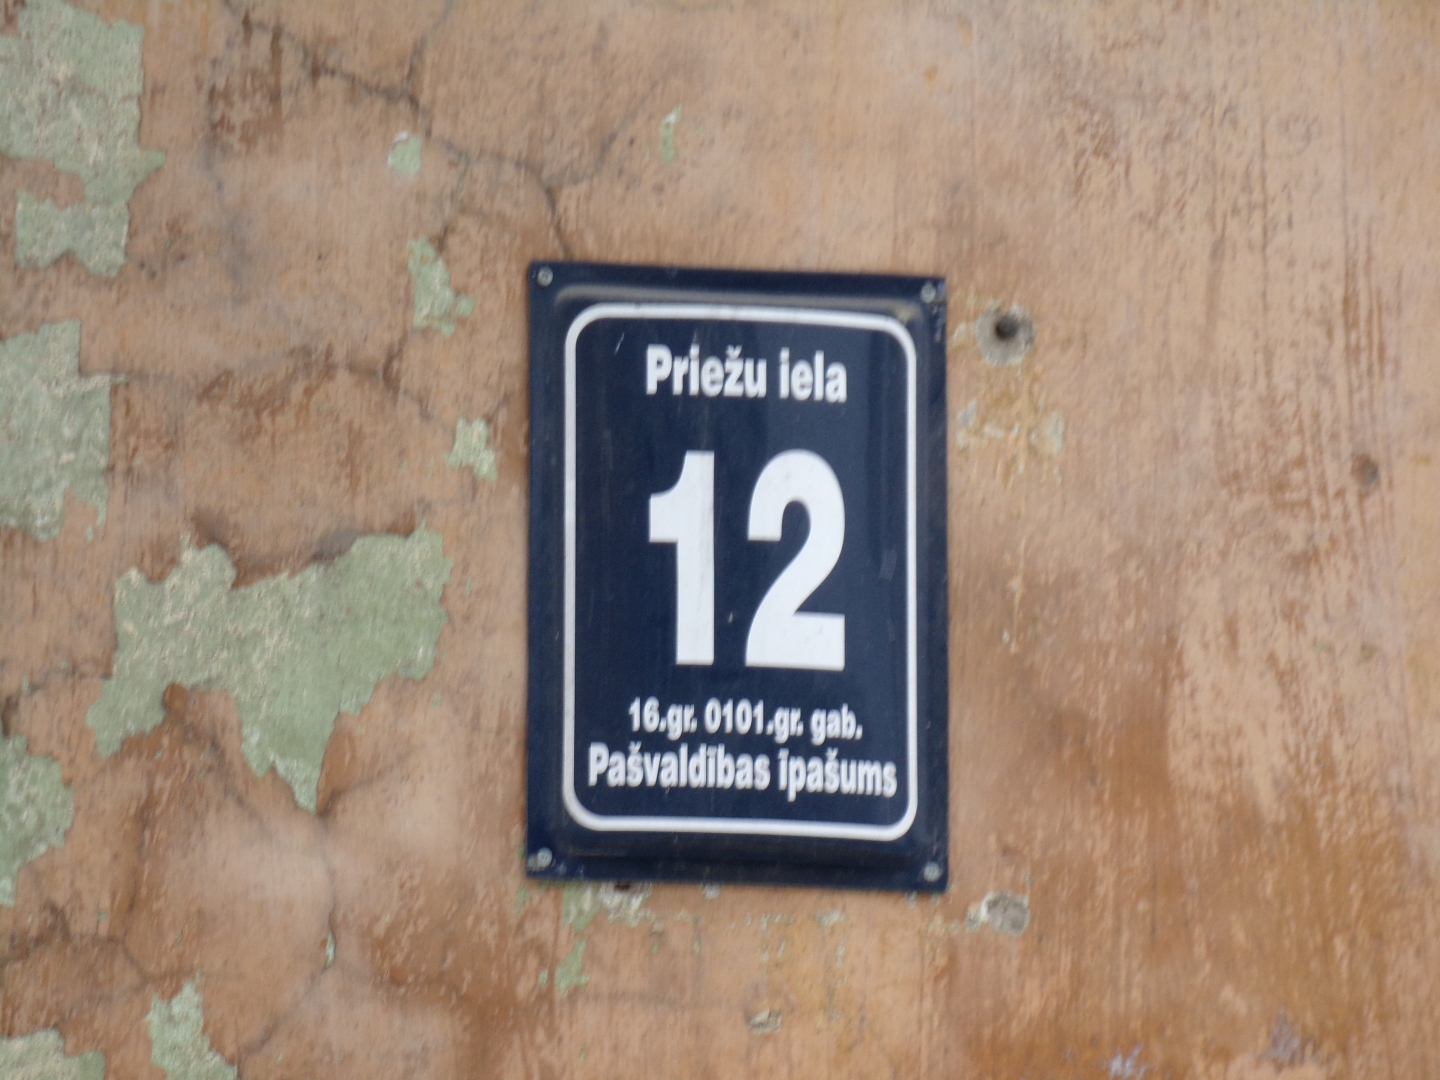 Priežu iela
12
16.gr. 0101.gr. gab.
Pašvaldības īpašums